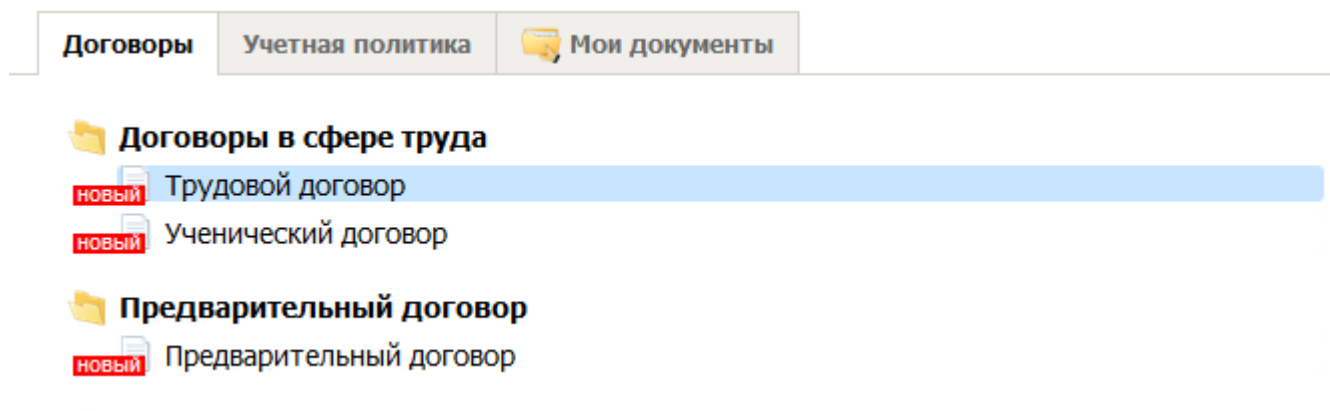 Договоры Учетная политика Мои документы
Договоры в сфере труда
новый Трудовой договор
новый Ученический договор
Предварительный договор
новый Предварительный договор